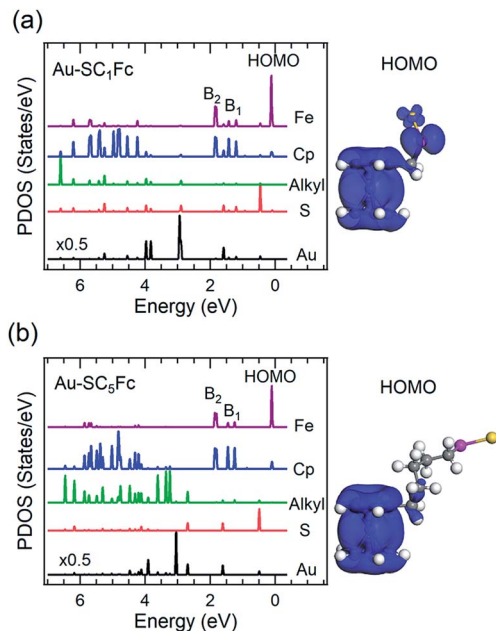 (a)
Au-SC₁Fc
HOMO
HOMO
B₂
B₁
Fe
Cp
Alkyl
S
x0.5
Au
PDOS (States/eV)
6 4 2 0
Energy (eV)
(b)
Au-SC₅Fc
HOMO
HOMO
B₂
B₁
Fe
Cp
Alkyl
S
x0.5
Au
PDOS (States/eV)
6 4 2 0
Energy (eV)